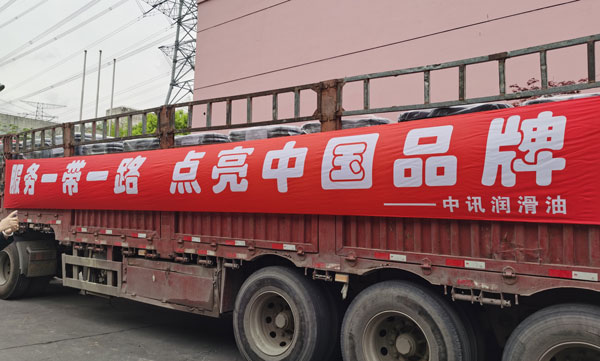 服务一带一路 点亮中国品牌
——中讯润滑油